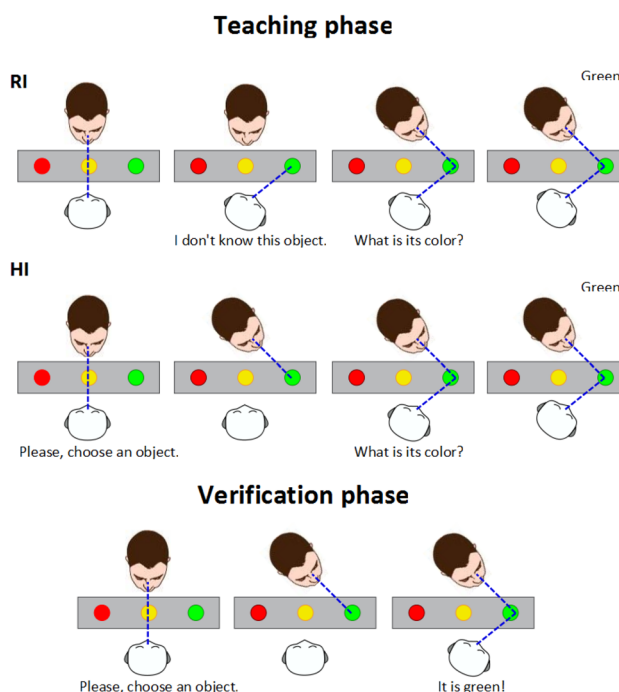 Teaching phase
RI
Green
I don't know this object.
What is its color?
HI
Green
Please, choose an object.
What is its color?
Verification phase
Please, choose an object.
It is green!